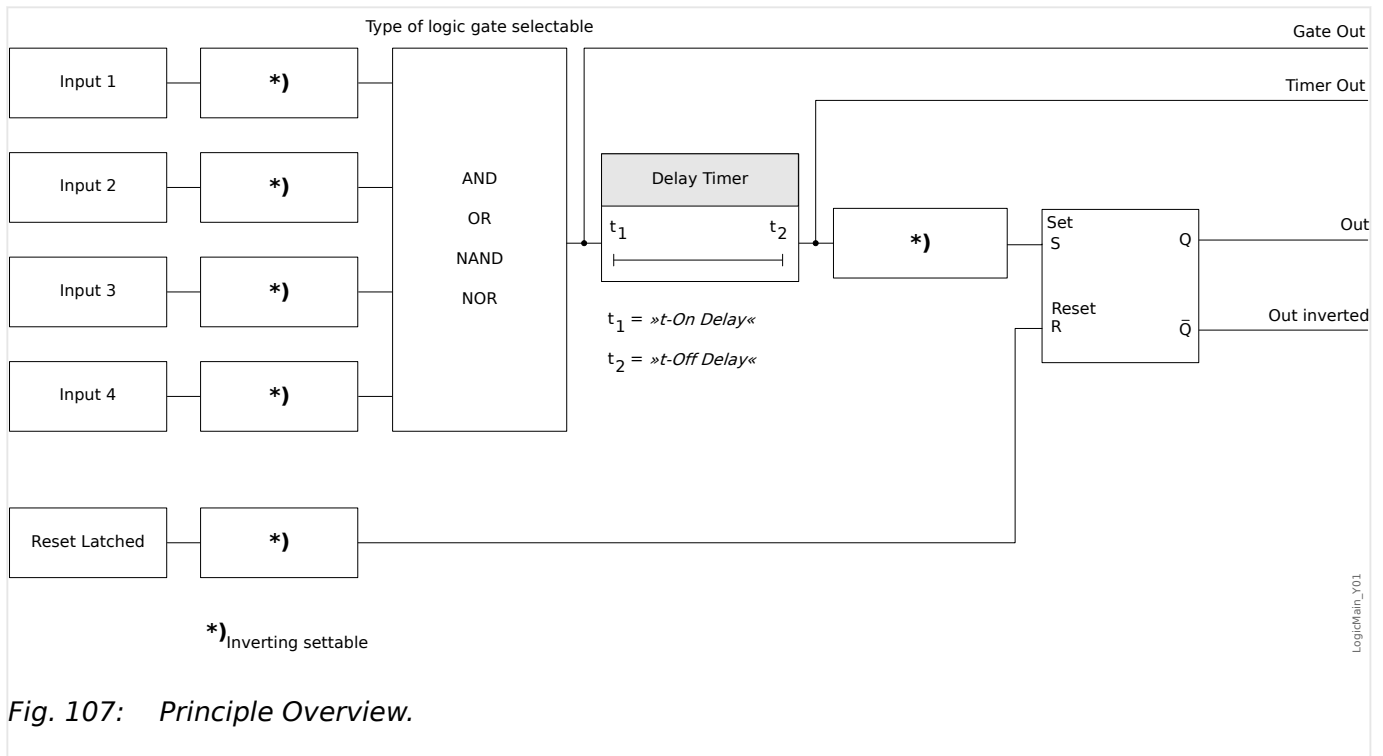 Type of logic gate selectable
Gate Out
Input 1
*)
Timer Out
Input 2
*)
AND
OR
NAND
NOR
Delay Timer
t1
t2
*)
Set
S
Q
Out
Input 3
*)
t1 = »t-On Delay«
t2 = »t-Off Delay«
Reset
R
Q̅
Out inverted
Input 4
*)
Reset Latched
*)
*)Inverting settable
LogicMain_Y01
Fig. 107: Principle Overview.